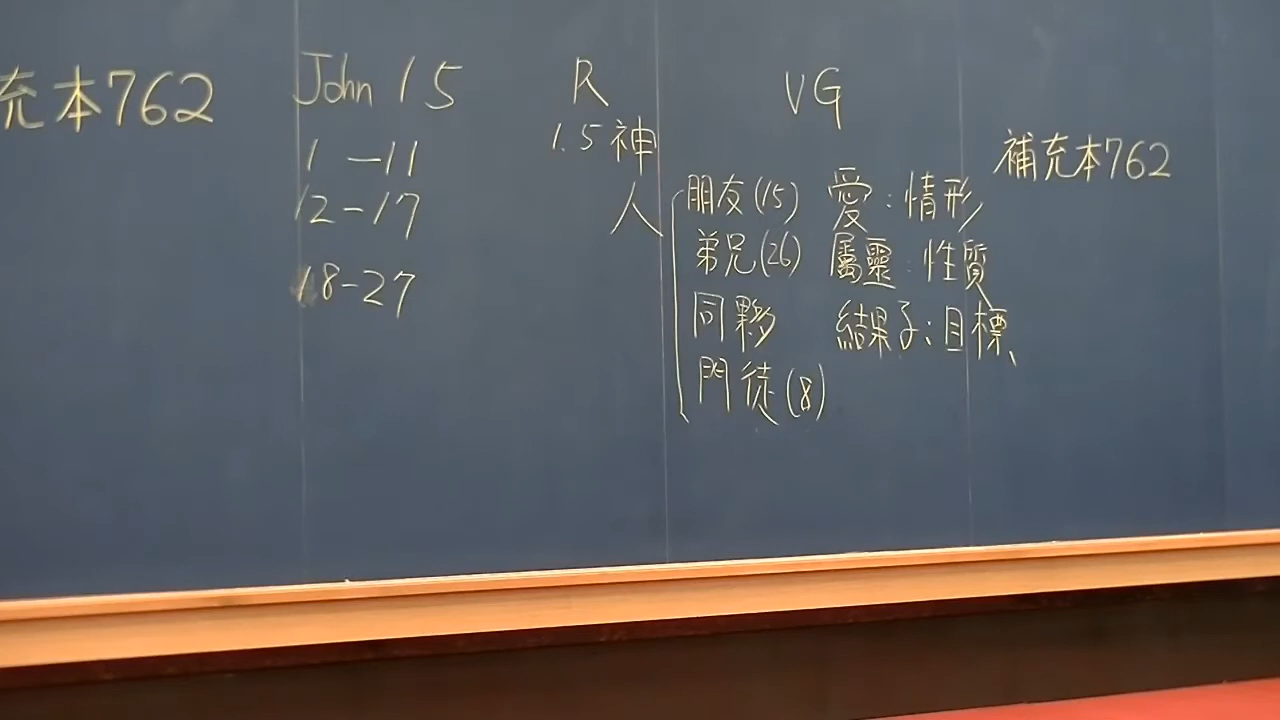 充本762
John 15
1-11
12-17
18-27
R
1.5神
人
VG
朋友(15) 愛:情形
弟兄(26) 屬靈:性質
同夥 結果子:目標
門徒(8)
補充本762